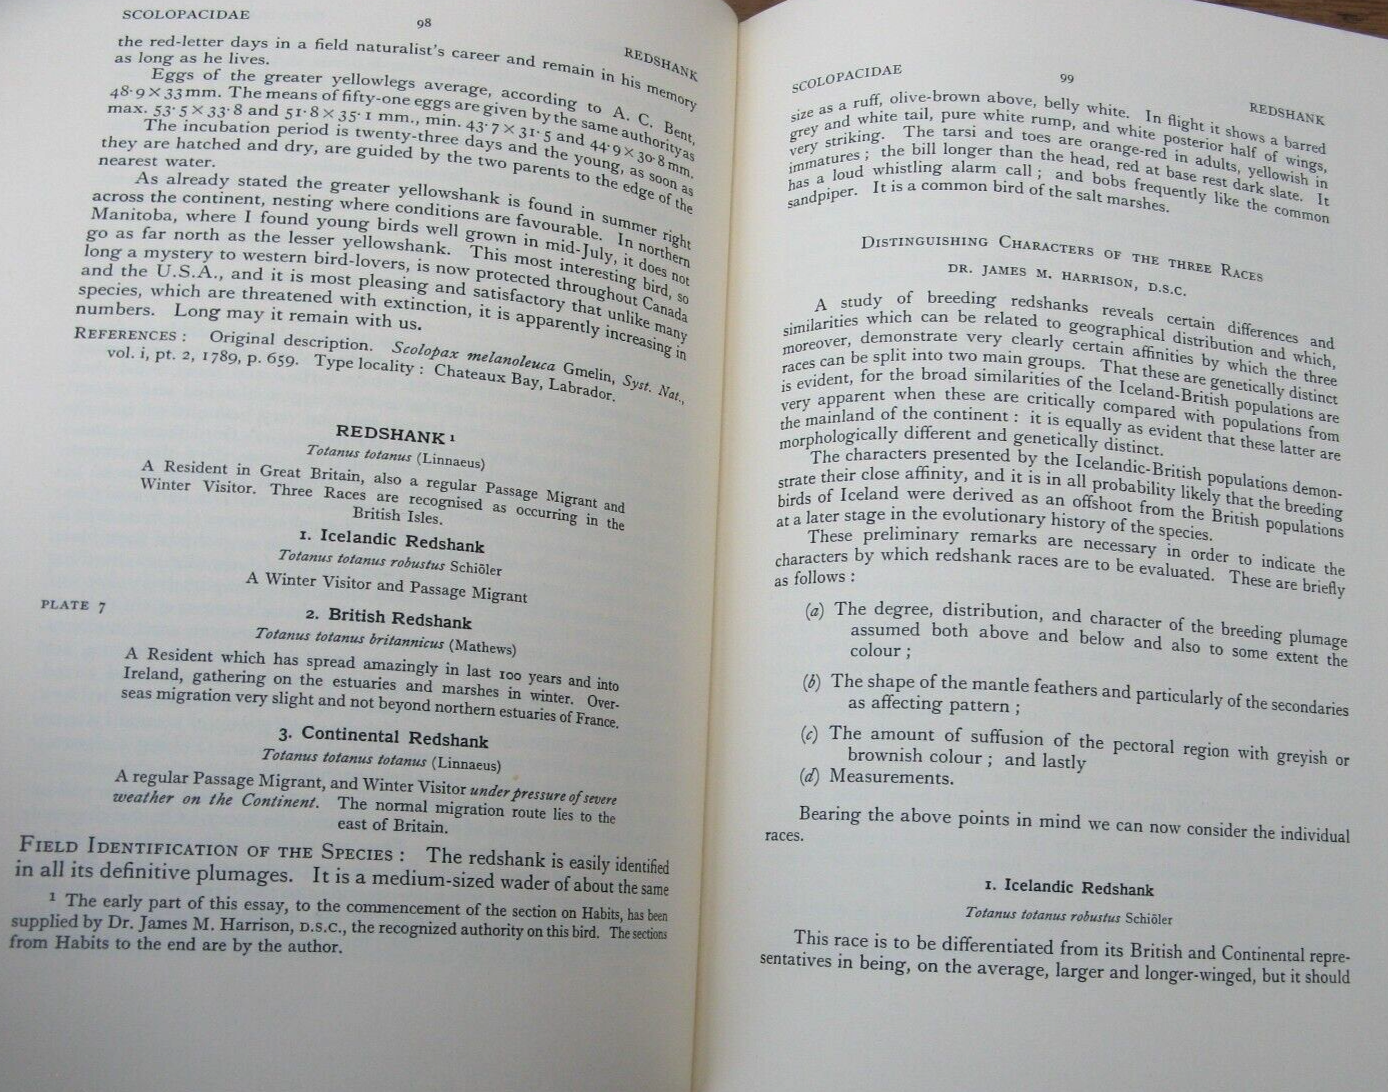 SCOLOPACIDAE 98 REDSHANK
the red-letter days in a field naturalist's career and remain in his memory
as long as he lives.
Eggs of the greater yellowlegs average, according to A. C. Bent,
48·9 × 33 mm. The means of fifty-one eggs are given by the same authority as
max. 53·5 × 33·8 and 51·8 × 35·1 mm., min. 43·7 × 31·5 and 44·9 × 30·8 mm.
The incubation period is twenty-three days and the young, as soon as
they are hatched and dry, are guided by the two parents to the edge of the
nearest water.
As already stated the greater yellowshank is found in summer right
across the continent, nesting where conditions are favourable. In northern
Manitoba, where I found young birds well grown in mid-July, it does not
go as far north as the lesser yellowshank. This most interesting bird, so
long a mystery to western bird-lovers, is now protected throughout Canada
and the U.S.A., and it is most pleasing and satisfactory that unlike many
species, which are threatened with extinction, it is apparently increasing in
numbers. Long may it remain with us.
REFERENCES : Original description. Scolopax melanoleuca Gmelin, Syst. Nat.,
vol. i, pt. 2, 1789, p. 659. Type locality : Chateaux Bay, Labrador.
REDSHANK ¹
Totanus totanus (Linnaeus)
A Resident in Great Britain, also a regular Passage Migrant and
Winter Visitor. Three Races are recognised as occurring in the
British Isles.
1. Icelandic Redshank
Totanus totanus robustus Schiöler
A Winter Visitor and Passage Migrant
PLATE 7
2. British Redshank
Totanus totanus britannicus (Mathews)
A Resident which has spread amazingly in last 100 years and into
Ireland, gathering on the estuaries and marshes in winter. Over-
seas migration very slight and not beyond northern estuaries of France.
3. Continental Redshank
Totanus totanus totanus (Linnaeus)
A regular Passage Migrant, and Winter Visitor under pressure of severe
weather on the Continent. The normal migration route lies to the
east of Britain.
FIELD IDENTIFICATION OF THE SPECIES : The redshank is easily identified
in all its definitive plumages. It is a medium-sized wader of about the same
¹ The early part of this essay, to the commencement of the section on Habits, has been
supplied by Dr. James M. Harrison, D.S.C., the recognized authority on this bird. The sections
from Habits to the end are by the author.
SCOLOPACIDAE 99 REDSHANK
size as a ruff, olive-brown above, belly white. In flight it shows a barred
grey and white tail, pure white rump, and white posterior half of wings,
very striking. The tarsi and toes are orange-red in adults, yellowish in
immatures ; the bill longer than the head, red at base rest dark slate. It
has a loud whistling alarm call ; and bobs frequently like the common
sandpiper. It is a common bird of the salt marshes.
DISTINGUISHING CHARACTERS OF THE THREE RACES
DR. JAMES M. HARRISON, D.S.C.
A study of breeding redshanks reveals certain differences and
similarities which can be related to geographical distribution and which,
moreover, demonstrate very clearly certain affinities by which the three
races can be split into two main groups. That these are genetically distinct
is evident, for the broad similarities of the Iceland-British populations are
very apparent when these are critically compared with populations from
the mainland of the continent : it is equally as evident that these latter are
morphologically different and genetically distinct.
The characters presented by the Icelandic-British populations demon-
strate their close affinity, and it is in all probability likely that the breeding
birds of Iceland were derived as an offshoot from the British populations
at a later stage in the evolutionary history of the species.
These preliminary remarks are necessary in order to indicate the
characters by which redshank races are to be evaluated. These are briefly
as follows :
(a) The degree, distribution, and character of the breeding plumage
assumed both above and below and also to some extent the
colour ;
(b) The shape of the mantle feathers and particularly of the secondaries
as affecting pattern ;
(c) The amount of suffusion of the pectoral region with greyish or
brownish colour ; and lastly
(d) Measurements.
Bearing the above points in mind we can now consider the individual
races.
1. Icelandic Redshank
Totanus totanus robustus Schiöler
This race is to be differentiated from its British and Continental repre-
sentatives in being, on the average, larger and longer-winged, but it should